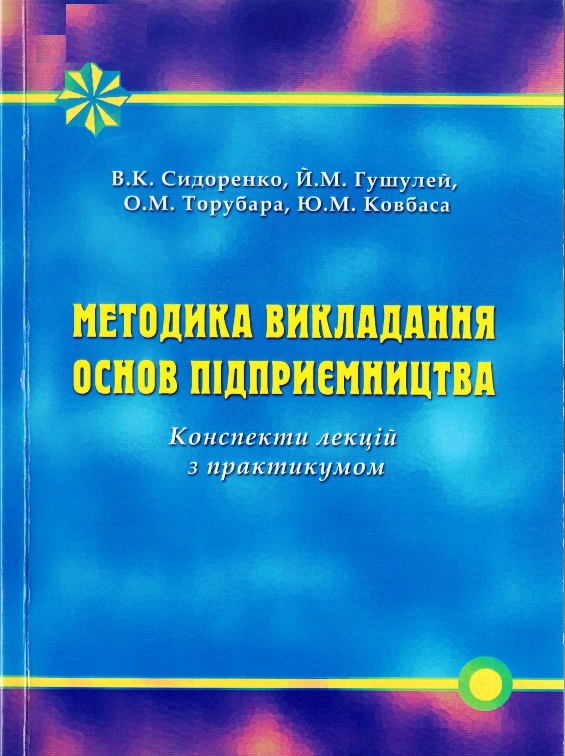 В.К. Сидоренко, Й.М. Гушулей,
О.М. Торубара, Ю.М. Ковбаса
МЕТОДИКА ВИКЛАДАННЯ
ОСНОВ ПІДПРИЄМНИЦТВА
Конспекти лекцій
з практикумом